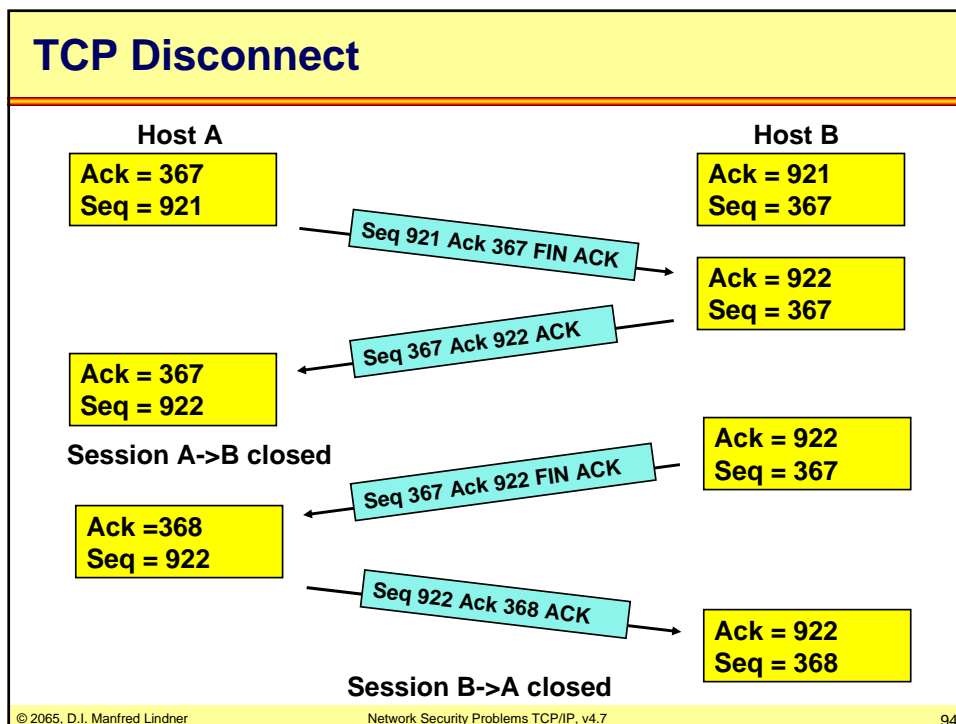 TCP Disconnect
Host A
Host B
Ack = 367
Seq = 921
Ack = 921
Seq = 367
Seq 921 Ack 367 FIN ACK
Ack = 922
Seq = 367
Seq 367 Ack 922 ACK
Ack = 367
Seq = 922
Session A->B closed
Ack = 922
Seq = 367
Seq 367 Ack 922 FIN ACK
Ack =368
Seq = 922
Seq 922 Ack 368 ACK
Ack = 922
Seq = 368
Session B->A closed
© 2065, D.I. Manfred Lindner
Network Security Problems TCP/IP, v4.7
94